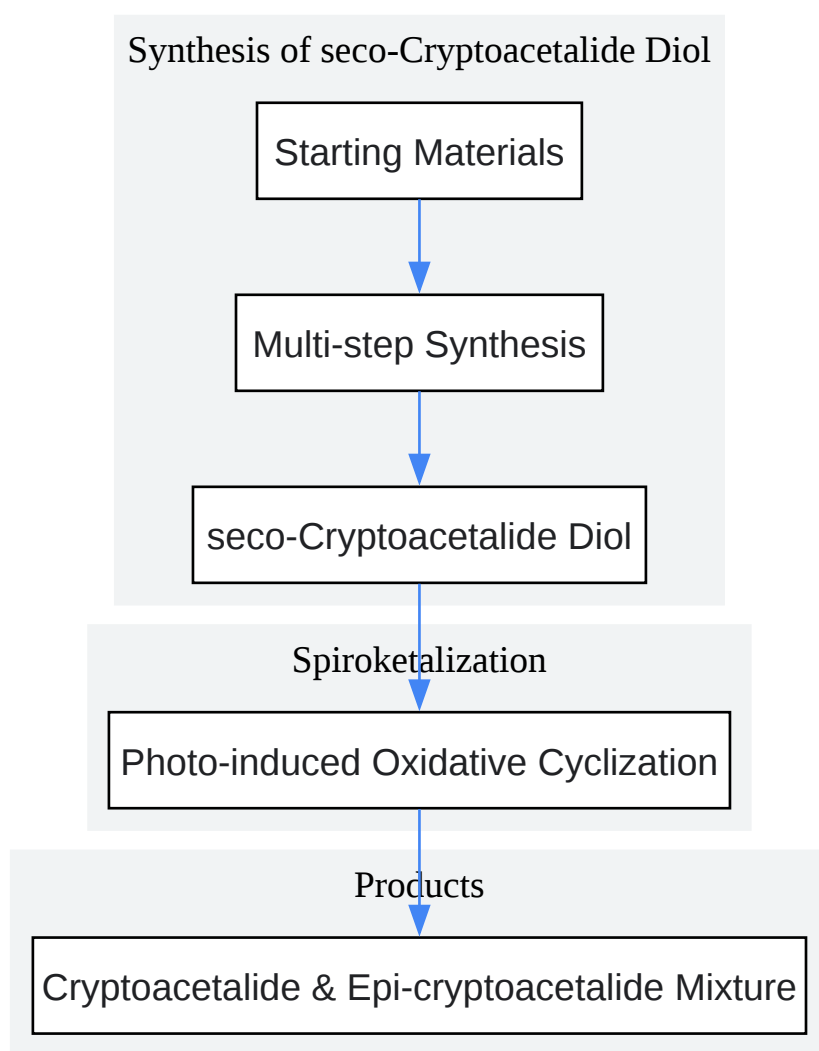 Synthesis of seco-Cryptoacetalide Diol
Starting Materials
Multi-step Synthesis
seco-Cryptoacetalide Diol
Spiroketalization
Photo-induced Oxidative Cyclization
Products
Cryptoacetalide & Epi-cryptoacetalide Mixture